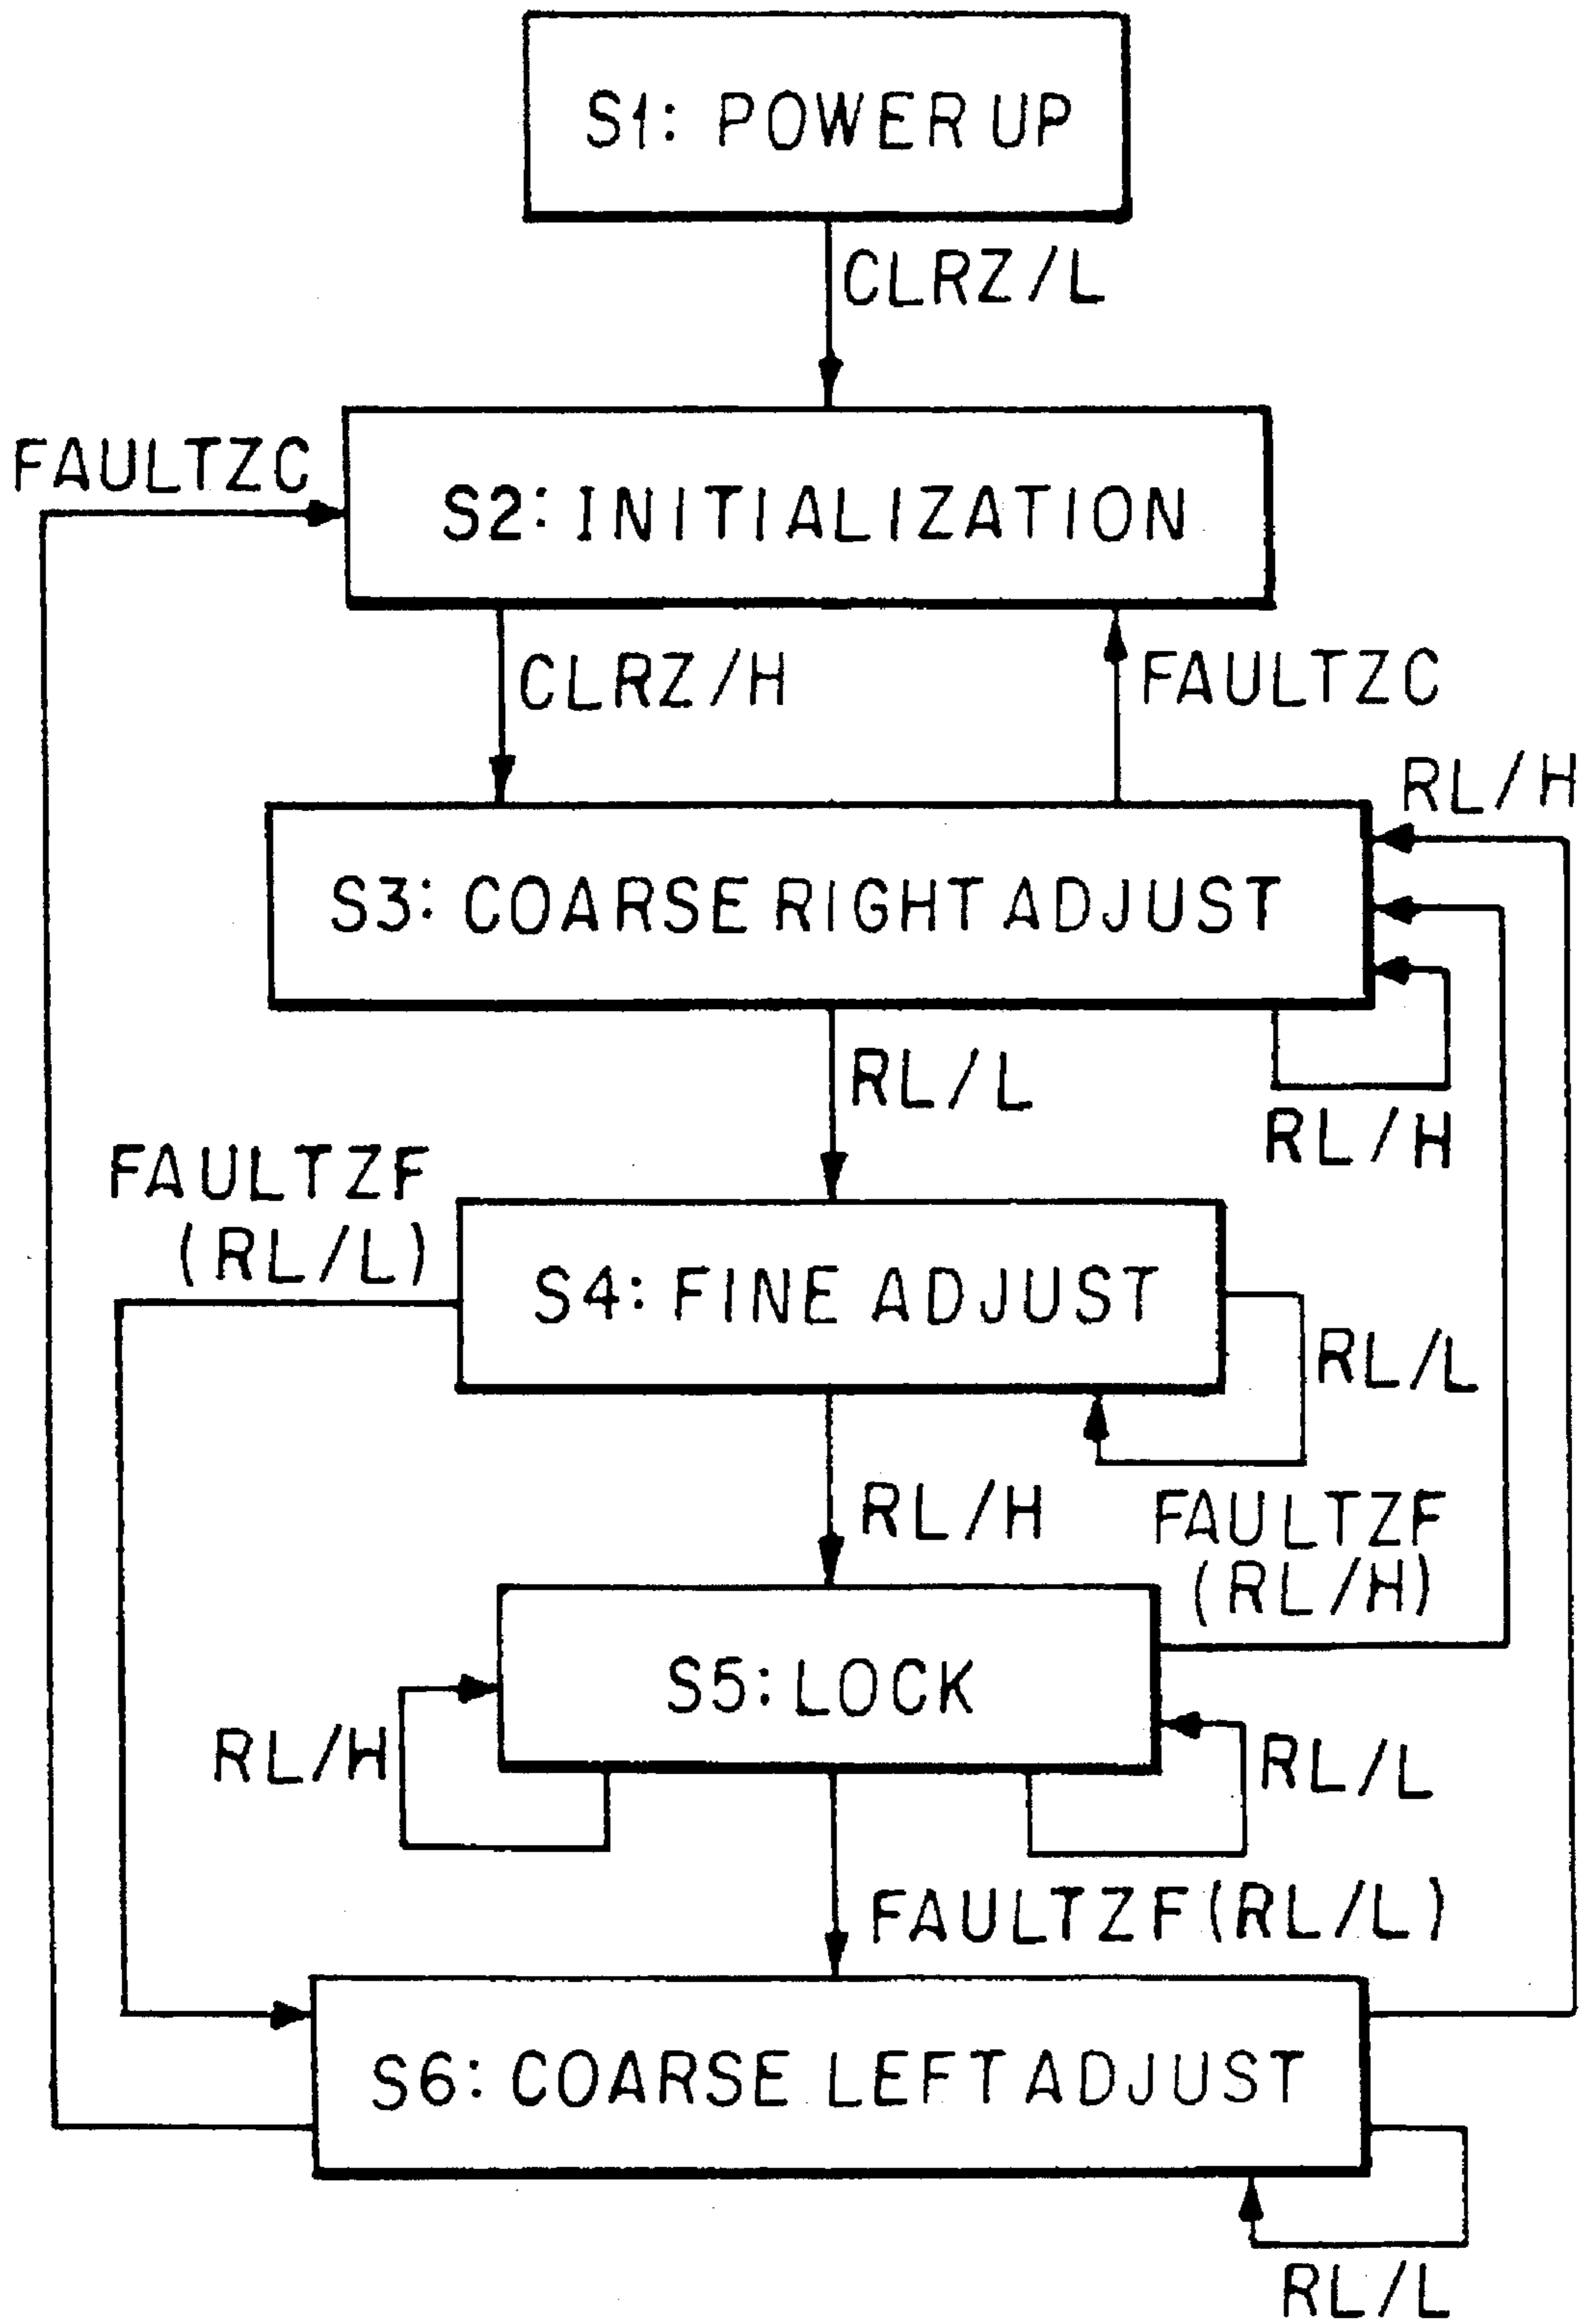 S1: POWER UP
CLRZ/L
FAULTZC
S2: INITIALIZATION
CLRZ/H
FAULTZC
RL/H
S3: COARSE RIGHT ADJUST
RL/L
RL/H
FAULTZF
(RL/L)
S4: FINE ADJUST
RL/L
RL/H
FAULTZF
(RL/H)
S5: LOCK
RL/H
RL/L
FAULTZF(RL/L)
S6: COARSE LEFT ADJUST
RL/L